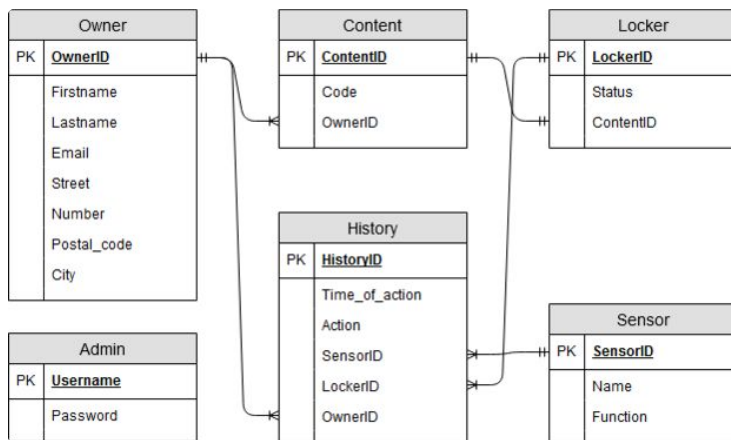 Owner
PK OwnerID
Firstname
Lastname
Email
Street
Number
Postal_code
City
Content
PK ContentID
Code
OwnerID
Locker
PK LockerID
Status
ContentID
History
PK HistoryID
Time_of_action
Action
SensorID
LockerID
OwnerID
Admin
PK Username
Password
Sensor
PK SensorID
Name
Function